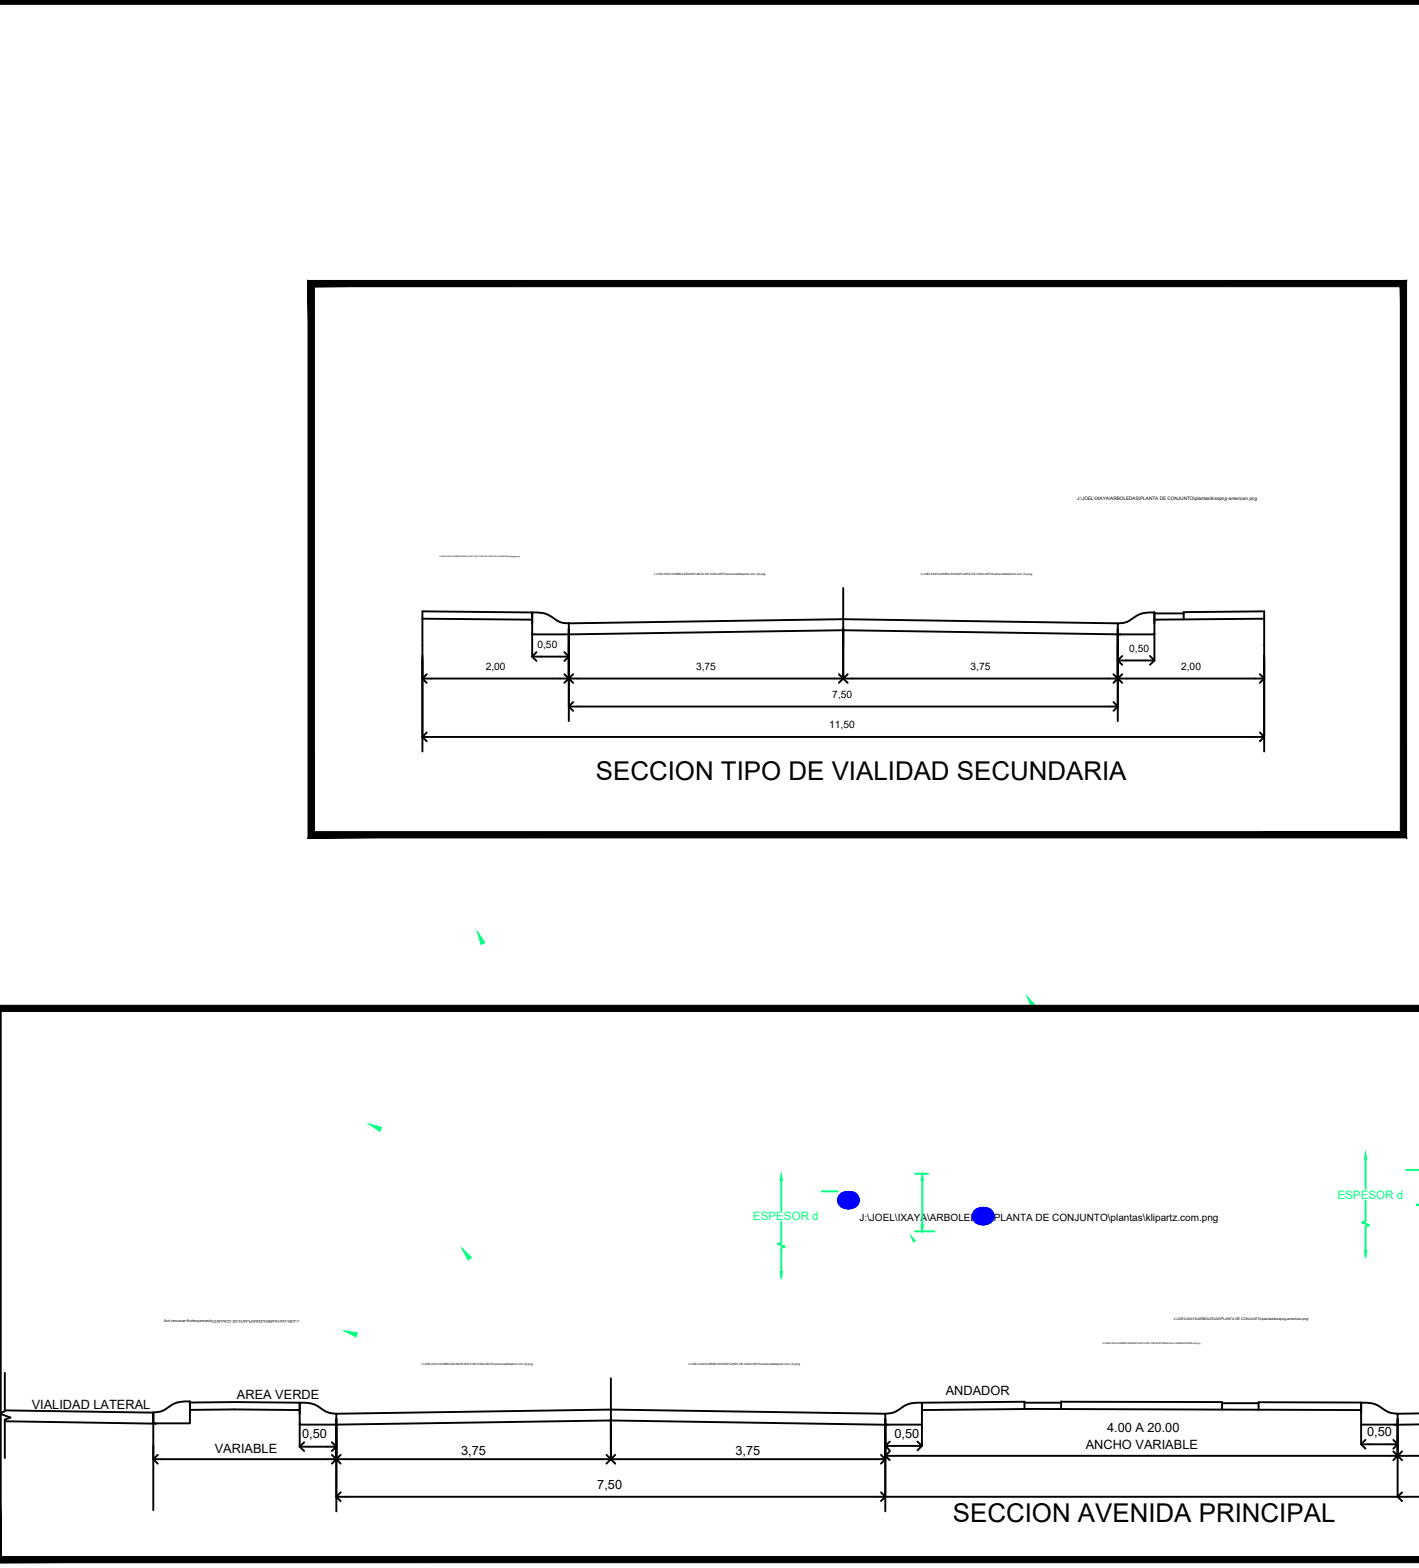 J:\JOEL\IXAYA\ARBOLEDAS\PLANTA DE CONJUNTO\plantas\kisspng-american.png
0,50
0,50
2,00
3,75
3,75
2,00
7,50
11,50
SECCION TIPO DE VIALIDAD SECUNDARIA
ESPESOR d
ESPESOR d
J:\JOEL\IXAYA\ARBOLE PLANTA DE CONJUNTO\plantas\klipartz.com.png
VIALIDAD LATERAL
AREA VERDE
ANDADOR
0,50
0,50
4.00 A 20.00
0,50
VARIABLE
3,75
3,75
ANCHO VARIABLE
7,50
SECCION AVENIDA PRINCIPAL